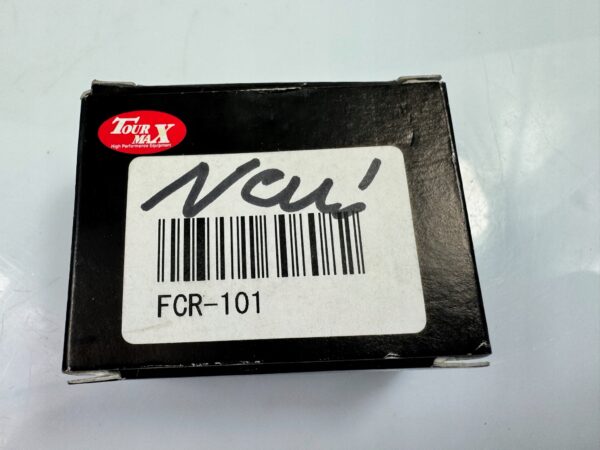 TOUR
MAX
High Performance Equipment
Neu!
FCR-101